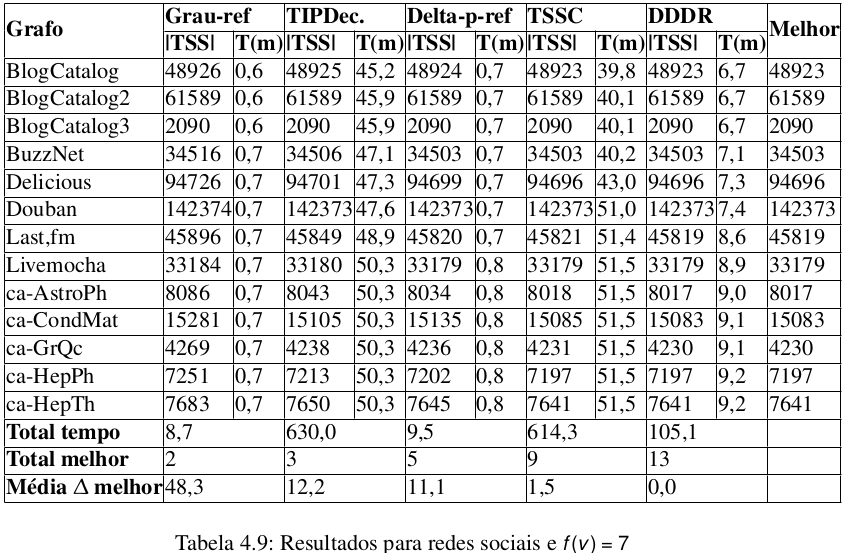 Grafo Grau-ref TIPDec. Delta-p-ref TSSC DDDR Melhor
|TSS| T(m) |TSS| T(m) |TSS| T(m) |TSS| T(m) |TSS| T(m)
BlogCatalog 48926 0,6 48925 45,2 48924 0,7 48923 39,8 48923 6,7 48923
BlogCatalog2 61589 0,6 61589 45,9 61589 0,7 61589 40,1 61589 6,7 61589
BlogCatalog3 2090 0,6 2090 45,9 2090 0,7 2090 40,1 2090 6,7 2090
BuzzNet 34516 0,7 34506 47,1 34503 0,7 34503 40,2 34503 7,1 34503
Delicious 94726 0,7 94701 47,3 94699 0,7 94696 43,0 94696 7,3 94696
Douban 142374 0,7 142373 47,6 142373 0,7 142373 51,0 142373 7,4 142373
Last,fm 45896 0,7 45849 48,9 45820 0,7 45821 51,4 45819 8,6 45819
Livemocha 33184 0,7 33180 50,3 33179 0,8 33179 51,5 33179 8,9 33179
ca-AstroPh 8086 0,7 8043 50,3 8034 0,8 8018 51,5 8017 9,0 8017
ca-CondMat 15281 0,7 15105 50,3 15135 0,8 15085 51,5 15083 9,1 15083
ca-GrQc 4269 0,7 4238 50,3 4236 0,8 4231 51,5 4230 9,1 4230
ca-HepPh 7251 0,7 7213 50,3 7202 0,8 7197 51,5 7197 9,2 7197
ca-HepTh 7683 0,7 7650 50,3 7645 0,8 7641 51,5 7641 9,2 7641
Total tempo 8,7 630,0 9,5 614,3 105,1
Total melhor 2 3 5 9 13
Média Δ melhor 48,3 12,2 11,1 1,5 0,0
Tabela 4.9: Resultados para redes sociais e f(v) = 7